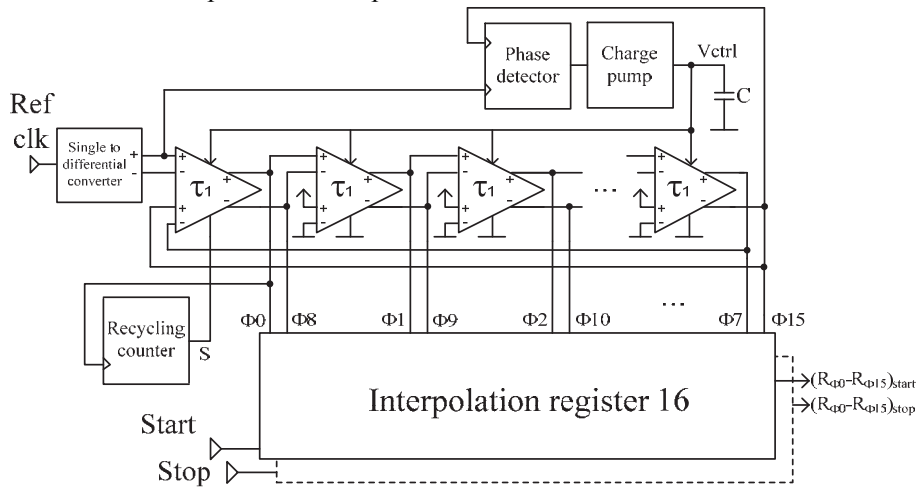 Phase detector
Charge pump
Vctrl
C
Ref clk
Single to differential converter
+
-
+ - + - τ1 + -
+ - + - τ1 + -
+ - + - τ1 + -
...
+ - + - τ1 + -
Recycling counter
S
Φ0 Φ8 Φ1 Φ9 Φ2 Φ10 ... Φ7 Φ15
Interpolation register 16
(RΦ0-RΦ15)start
(RΦ0-RΦ15)stop
Start
Stop